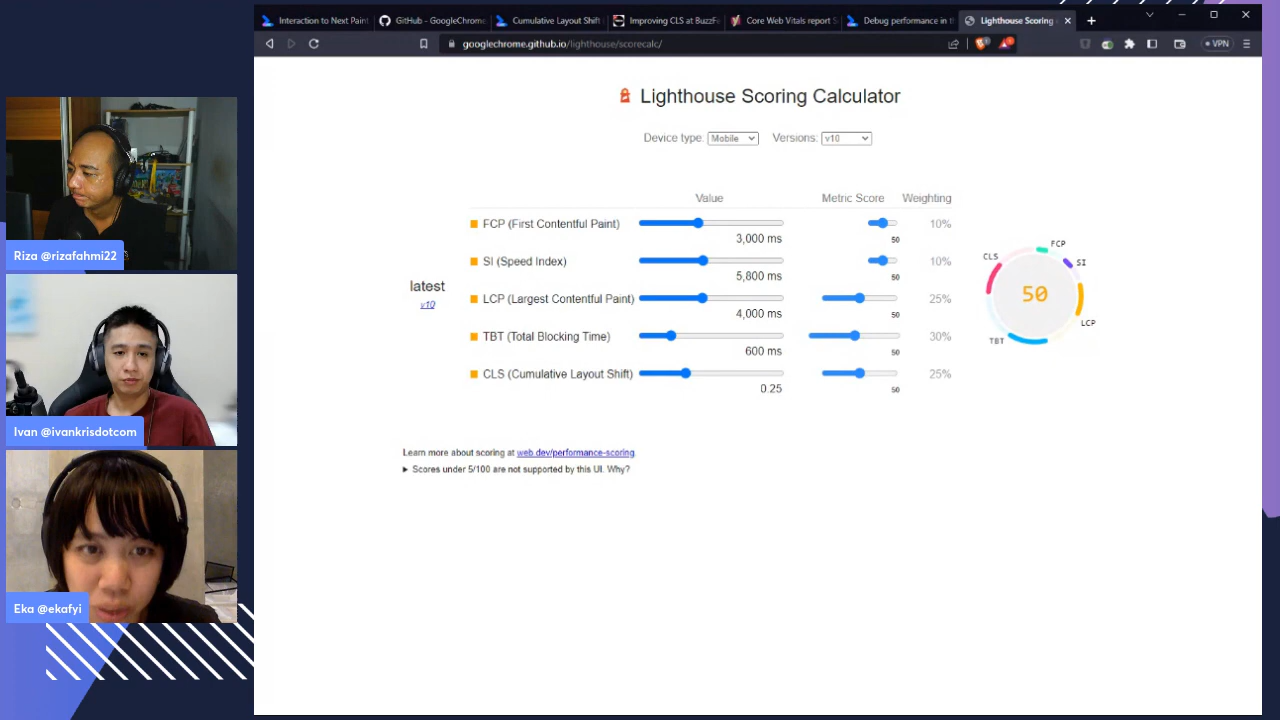 Interaction to Next Paint
GitHub - GoogleChrome
Cumulative Layout Shift
Improving CLS at BuzzFe
Core Web Vitals report
Debug performance in th
Lighthouse Scoring
googlechrome.github.io/lighthouse/scorecalc/
VPN
Lighthouse Scoring Calculator
Device type: Mobile Versions: v10
Value Metric Score Weighting
FCP (First Contentful Paint) 10%
3,000 ms 50
SI (Speed Index) 10%
5,800 ms 50
latest
v10
LCP (Largest Contentful Paint) 25%
4,000 ms 50
TBT (Total Blocking Time) 30%
600 ms 50
CLS (Cumulative Layout Shift) 25%
0.25 50
FCP
SI
LCP
TBT
CLS
50
Learn more about scoring at web.dev/performance-scoring
Scores under 5/100 are not supported by this UI. Why?
Riza @rizafahmi22
Ivan @ivankrisdotcom
Eka @ekafyi